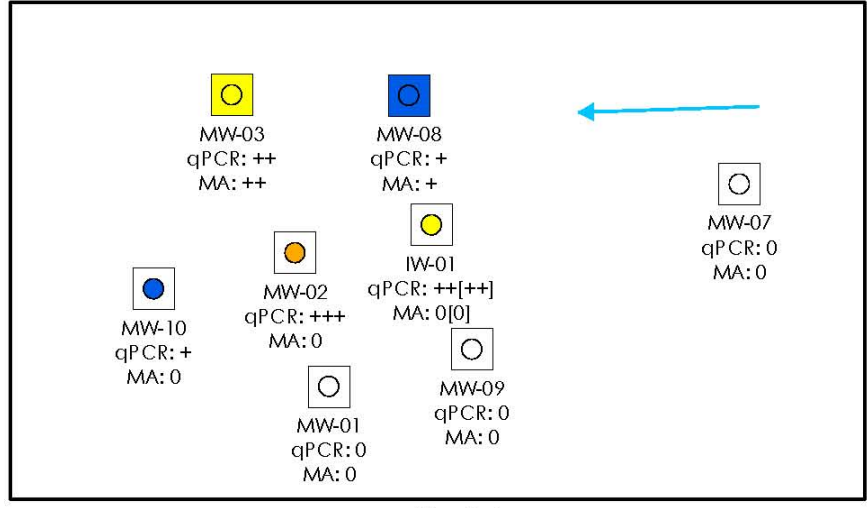 MW-03
qPCR: ++
MA: ++
MW-08
qPCR: +
MA: +
MW-07
qPCR: 0
MA: 0
IW-01
qPCR: ++[++]
MA: 0[0]
MW-02
qPCR: +++
MA: 0
MW-10
qPCR: +
MA: 0
MW-09
qPCR: 0
MA: 0
MW-01
qPCR: 0
MA: 0